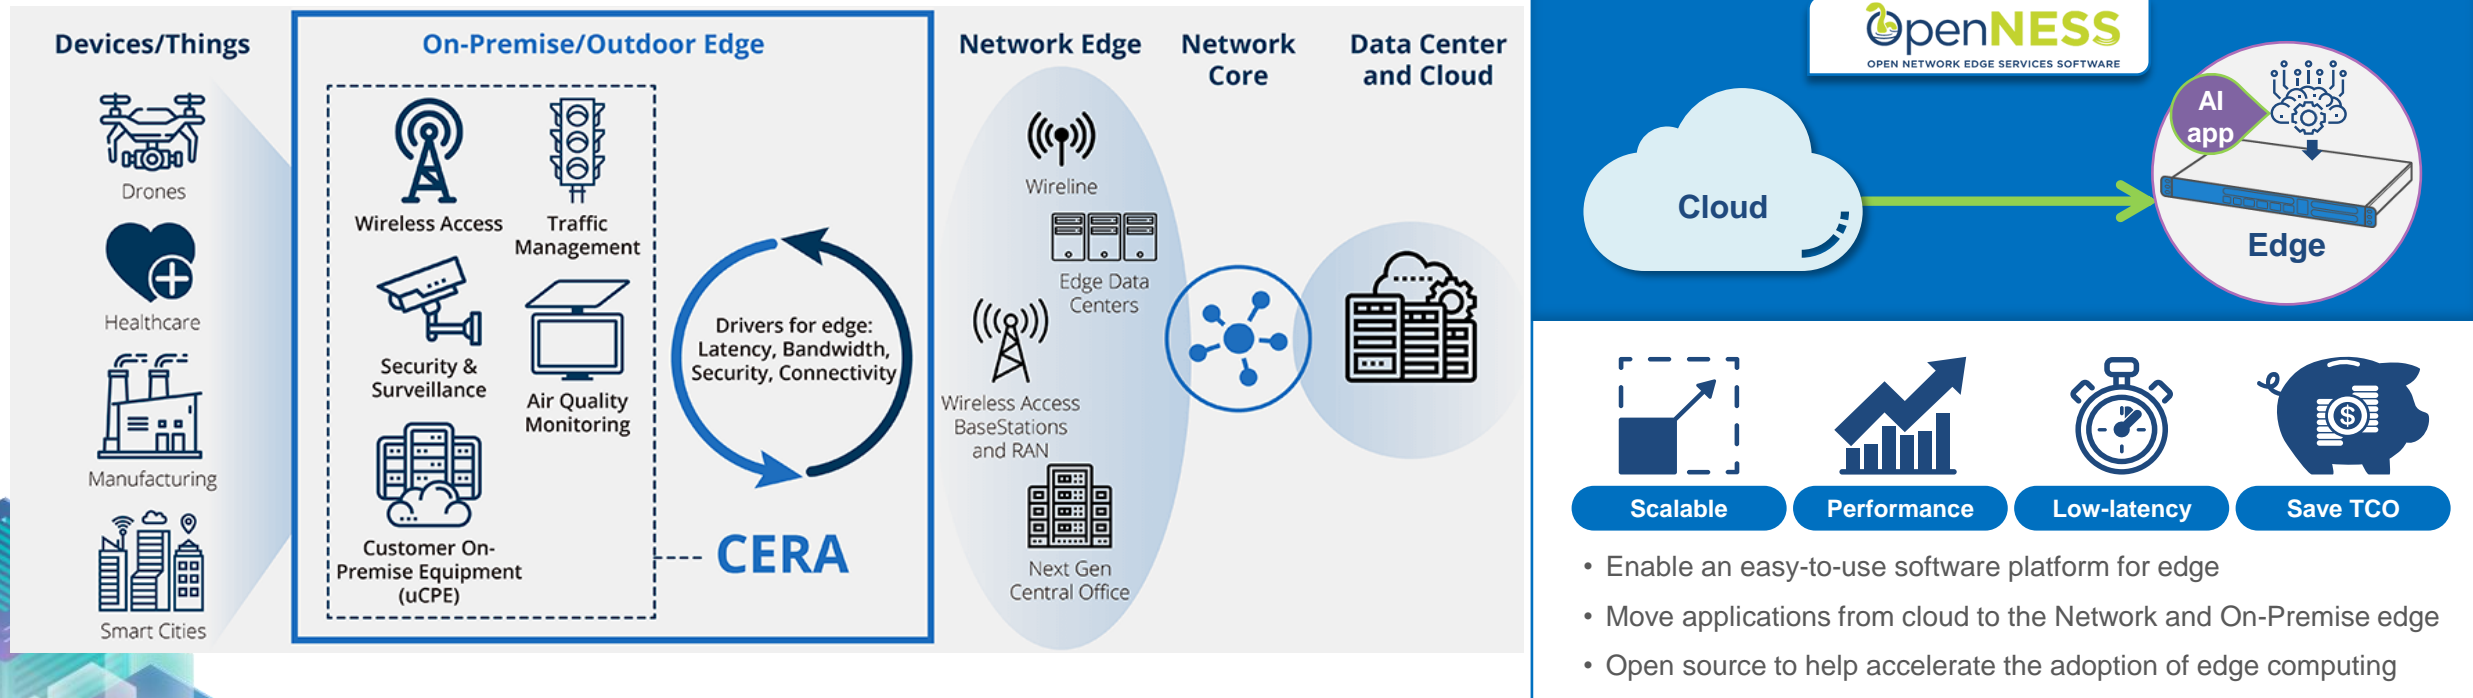 Devices/Things
Drones
Healthcare
Manufacturing
Smart Cities
On-Premise/Outdoor Edge
Wireless Access
Traffic
Management
Security &
Surveillance
Air Quality
Monitoring
Customer On-
Premise Equipment
(uCPE)
Drivers for edge:
Latency, Bandwidth,
Security, Connectivity
CERA
Network Edge
Wireline
Edge Data
Centers
Wireless Access
BaseStations
and RAN
Next Gen
Central Office
Network
Core
Data Center
and Cloud
OpenNESS
OPEN NETWORK EDGE SERVICES SOFTWARE
Cloud
AI
app
Edge
$
Scalable
Performance
Low-latency
Save TCO
• Enable an easy-to-use software platform for edge
• Move applications from cloud to the Network and On-Premise edge
• Open source to help accelerate the adoption of edge computing